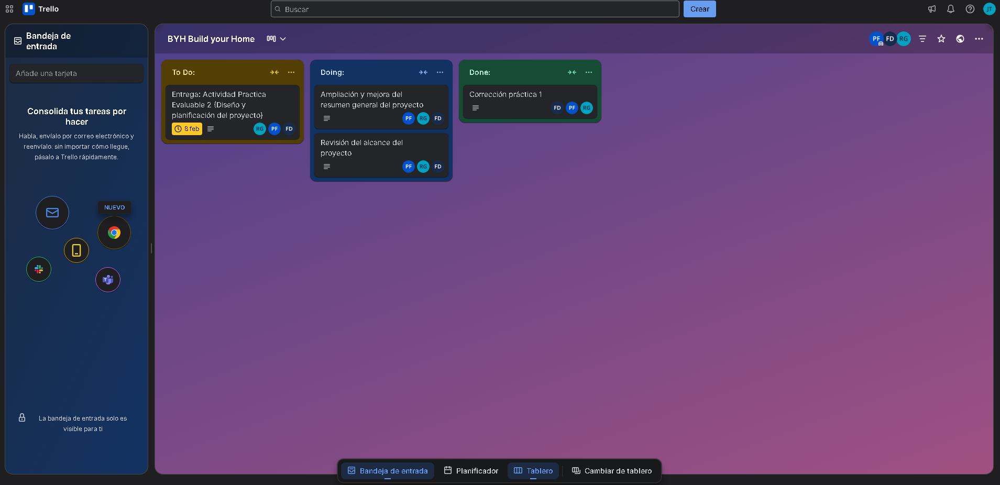 Trello
Buscar
Crear
JT
Bandeja de
entrada
Añade una tarjeta
Consolida tus tareas por
hacer
Habla, envíalo por correo electrónico y
reenvíalo: sin importar cómo llegue,
pásalo a Trello rápidamente.
NUEVO
La bandeja de entrada solo es
visible para ti
BYH Build your Home
PF FD RG
To Do:
Entrega: Actividad Practica
Evaluable 2 (Diseño y
planificación del proyecto)
8 feb
RG PF FD
Doing:
Ampliación y mejora del
resumen general del proyecto
PF RG FD
Revisión del alcance del
proyecto
PF RG FD
Done:
Corrección práctica 1
FD PF RG
Bandeja de entrada
Planificador
Tablero
Cambiar de tablero